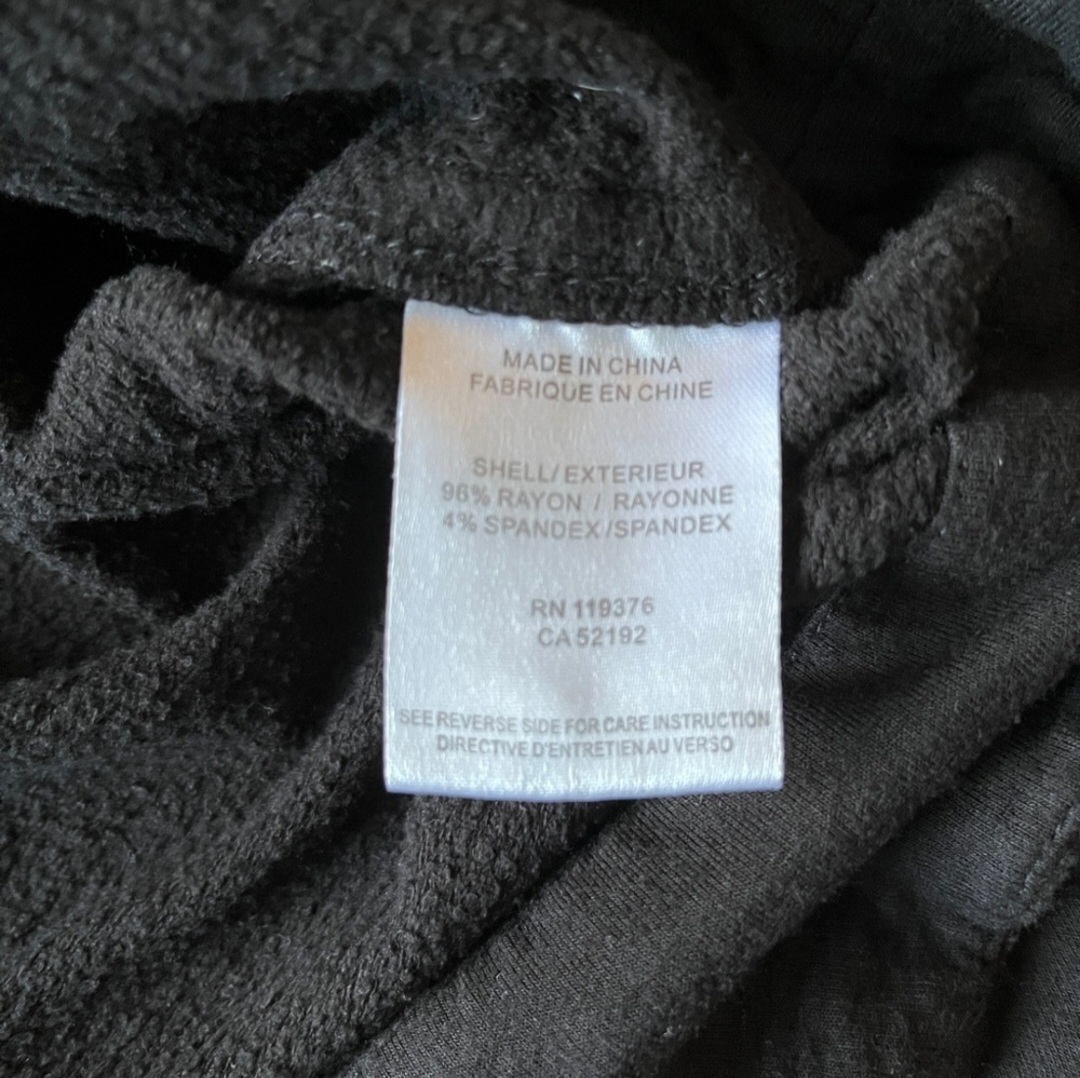 MADE IN CHINA
FABRIQUE EN CHINE
SHELL/EXTERIEUR
96% RAYON / RAYONNE
4% SPANDEX /SPANDEX
RN 119376
CA 52192
SEE REVERSE SIDE FOR CARE INSTRUCTION
DIRECTIVE D'ENTRETIEN AU VERSO